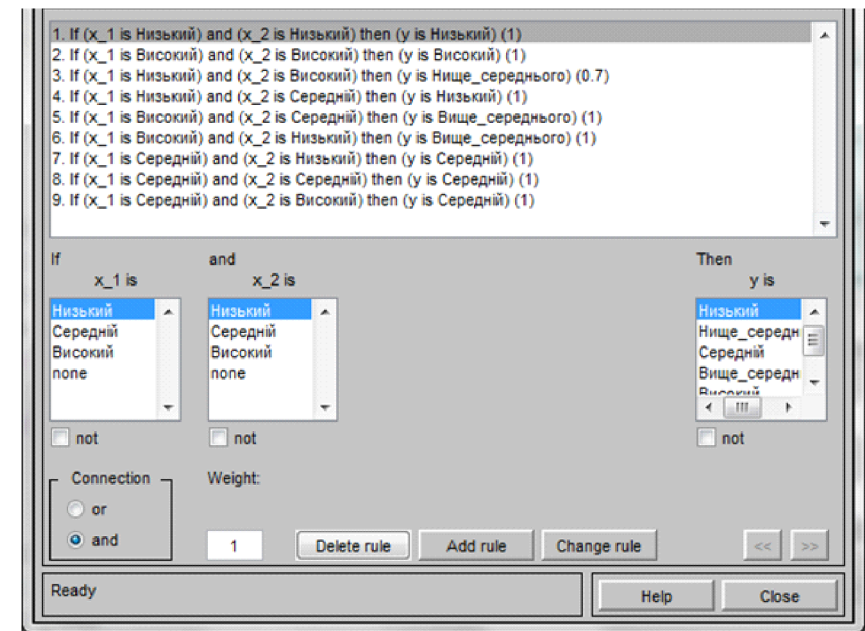 1. If (x_1 is Низький) and (x_2 is Низький) then (y is Низький) (1)
2. If (x_1 is Високий) and (x_2 is Високий) then (y is Високий) (1)
3. If (x_1 is Низький) and (x_2 is Високий) then (y is Нище_середнього) (0.7)
4. If (x_1 is Низький) and (x_2 is Середній) then (y is Низький) (1)
5. If (x_1 is Високий) and (x_2 is Середній) then (y is Вище_середнього) (1)
6. If (x_1 is Високий) and (x_2 is Низький) then (y is Вище_середнього) (1)
7. If (x_1 is Середній) and (x_2 is Низький) then (y is Середній) (1)
8. If (x_1 is Середній) and (x_2 is Середній) then (y is Середній) (1)
9. If (x_1 is Середній) and (x_2 is Високий) then (y is Середній) (1)
If and Then
x_1 is x_2 is y is
Низький Низький Низький
Середній Середній Нище_середн
Високий Високий Середній
none none Вище_середн
Високий
not not not
Connection Weight:
or
and 1 Delete rule Add rule Change rule << >>
Ready Help Close